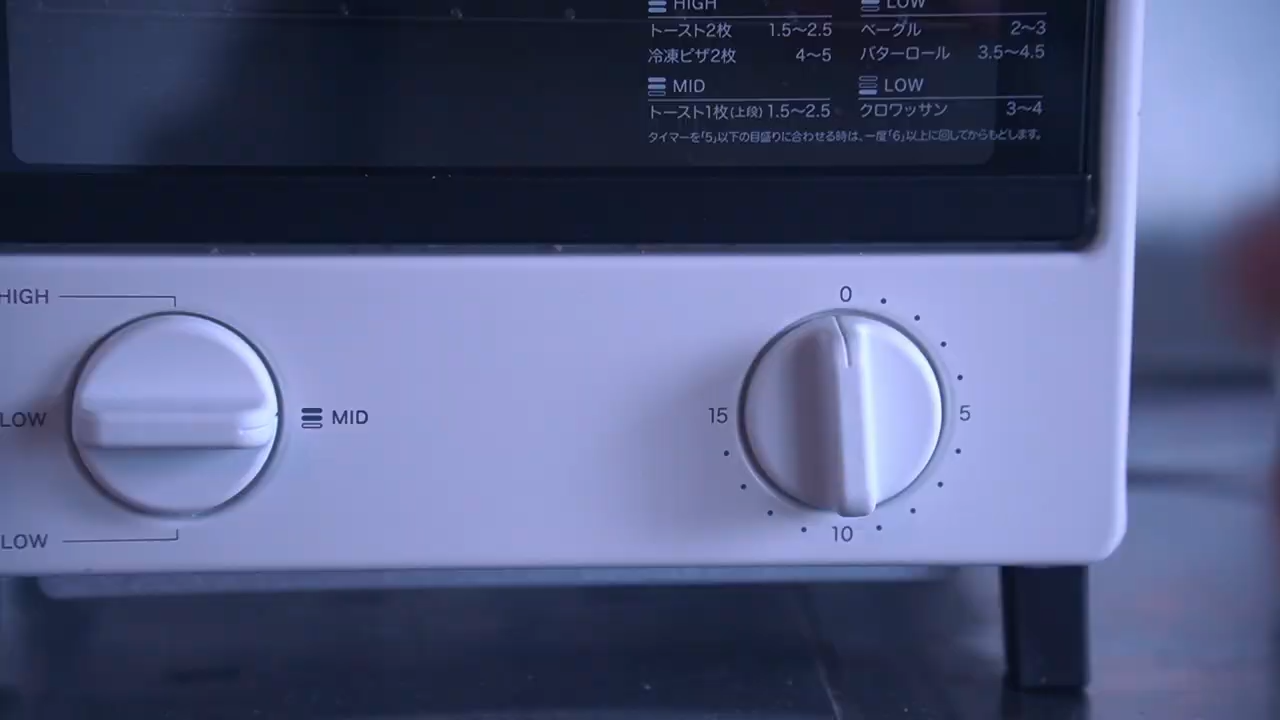 HIGH
トースト2枚 1.5〜2.5
冷凍ピザ2枚 4〜5
MID
トースト1枚(上段) 1.5〜2.5
LOW
ベーグル 2〜3
バターロール 3.5〜4.5
LOW
クロワッサン 3〜4
タイマーを「5」以下の目盛りに合わせる時は、一度「6」以上に回してからもどします。
HIGH
LOW
MID
LOW
0
5
10
15